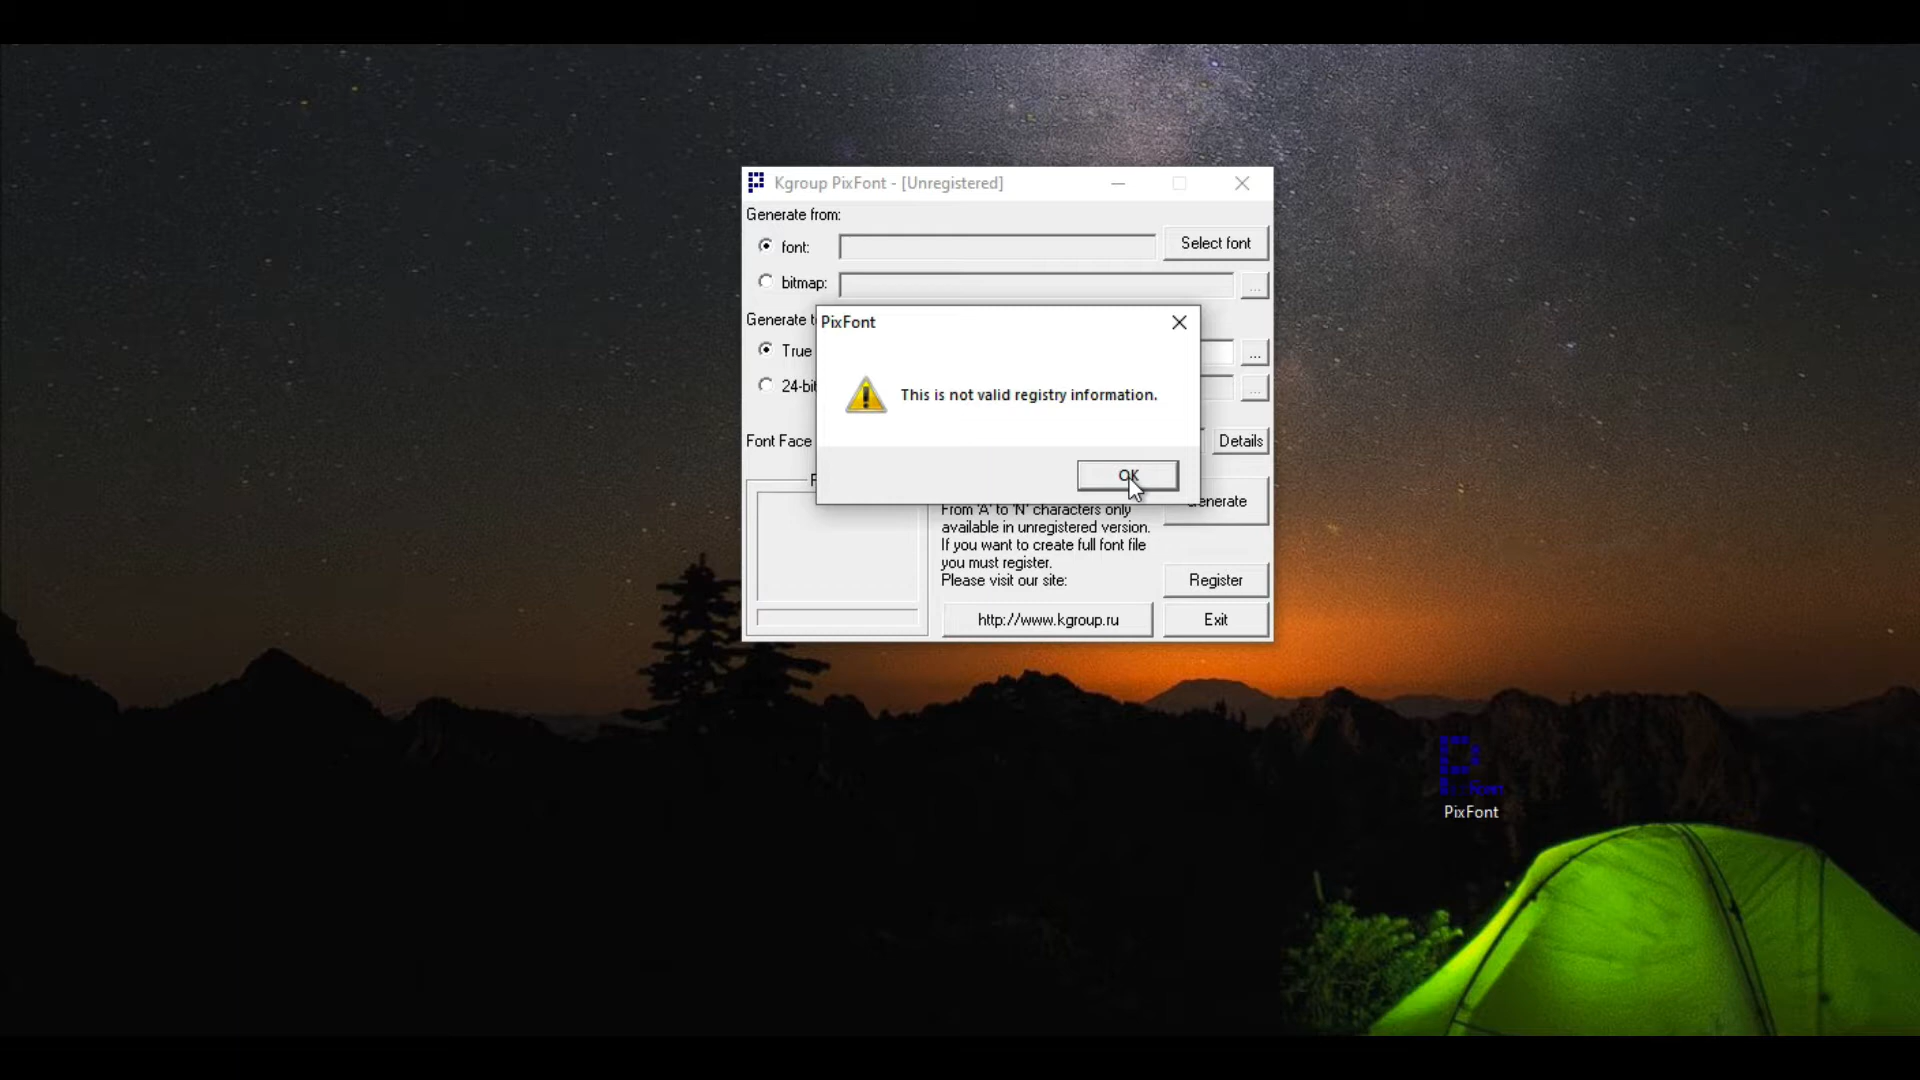 Kgroup PixFont - [Unregistered]
Generate from:
font:
Select font
bitmap:
...
Generate t
PixFont
True
...
24-bit
...
This is not valid registry information.
Font Face
Details
OK
Generate
From 'A' to 'N' characters only
available in unregistered version.
If you want to create full font file
you must register.
Please visit our site:
Register
http://www.kgroup.ru
Exit
PixFont